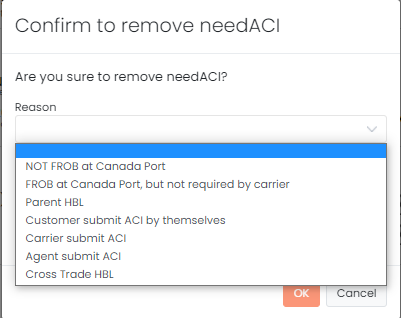 Confirm to remove needACI
Are you sure to remove needACI?
Reason
NOT FROB at Canada Port
FROB at Canada Port, but not required by carrier
Parent HBL
Customer submit ACI by themselves
Carrier submit ACI
Agent submit ACI
Cross Trade HBL
OK
Cancel